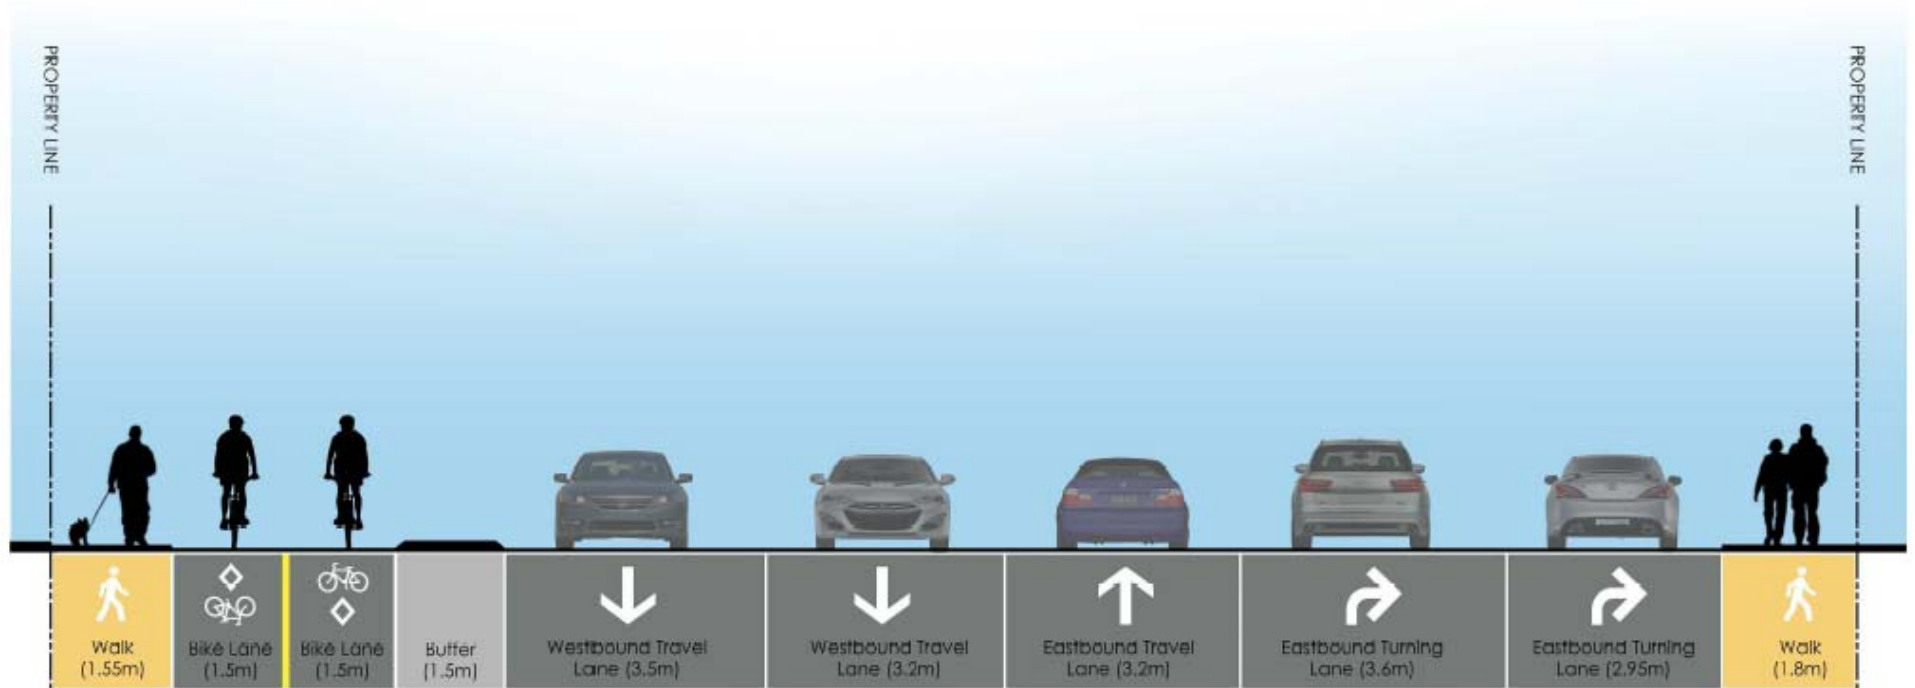 PROPERTY LINE
PROPERTY LINE
Walk
(1.55m)
Bike Lane
(1.5m)
Bike Lane
(1.5m)
Buffer
(1.5m)
Westbound Travel
Lane (3.5m)
Westbound Travel
Lane (3.2m)
Eastbound Travel
Lane (3.2m)
Eastbound Turning
Lane (3.6m)
Eastbound Turning
Lane (2.95m)
Walk
(1.8m)